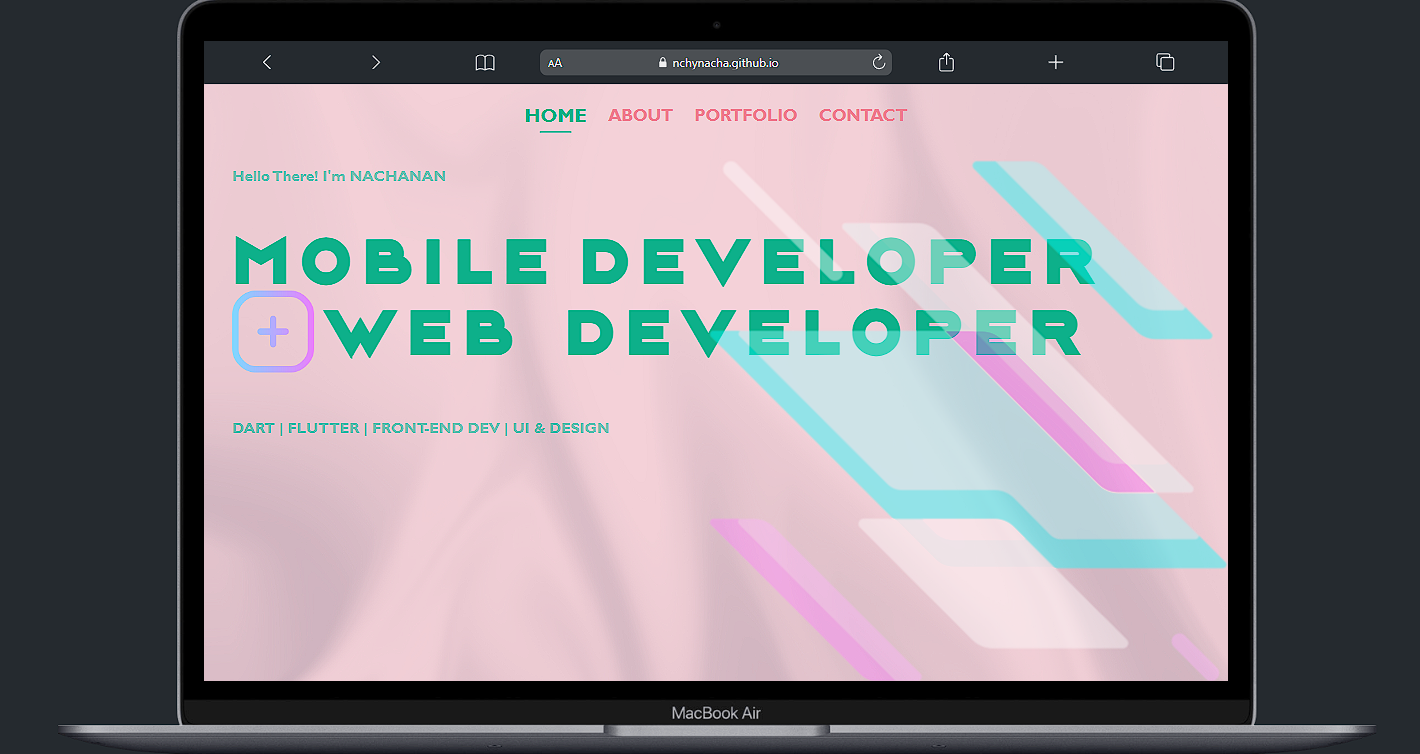 AA nchynacha.github.io
HOME ABOUT PORTFOLIO CONTACT
Hello There! I'm NACHANAN
MOBILE DEVELOPER
WEB DEVELOPER
DART | FLUTTER | FRONT-END DEV | UI & DESIGN
MacBook Air